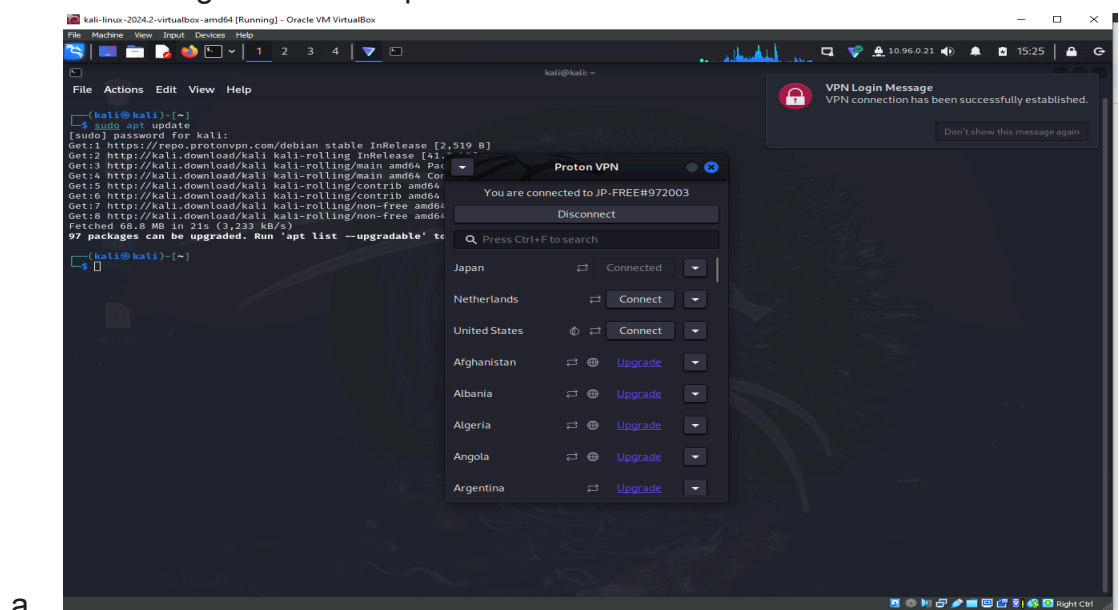 kali-linux-2024.2-virtualbox-amd64 [Running] - Oracle VM VirtualBox
File Machine View Input Devices Help
1 2 3 4 10.96.0.21 15:25
kali@kali: ~
File Actions Edit View Help
VPN Login Message
VPN connection has been successfully established.
Don't show this message again
(kali㉿kali)-[~]
$ sudo apt update
[sudo] password for kali:
Get:1 https://repo.protonvpn.com/debian stable InRelease [2,519 B]
Get:2 http://kali.download/kali kali-rolling InRelease [41.
Get:3 http://kali.download/kali kali-rolling/main amd64 Pac
Get:4 http://kali.download/kali kali-rolling/main amd64 Con
Get:5 http://kali.download/kali kali-rolling/contrib amd64
Get:6 http://kali.download/kali kali-rolling/contrib amd64
Get:7 http://kali.download/kali kali-rolling/non-free amd64
Get:8 http://kali.download/kali kali-rolling/non-free amd64
Fetched 68.8 MB in 21s (3,233 kB/s)
97 packages can be upgraded. Run 'apt list --upgradable' to
(kali㉿kali)-[~]
$
Proton VPN
You are connected to JP-FREE#972003
Disconnect
Press Ctrl+F to search
Japan Connected
Netherlands Connect
United States Connect
Afghanistan Upgrade
Albania Upgrade
Algeria Upgrade
Angola Upgrade
Argentina Upgrade
Right Ctrl
a